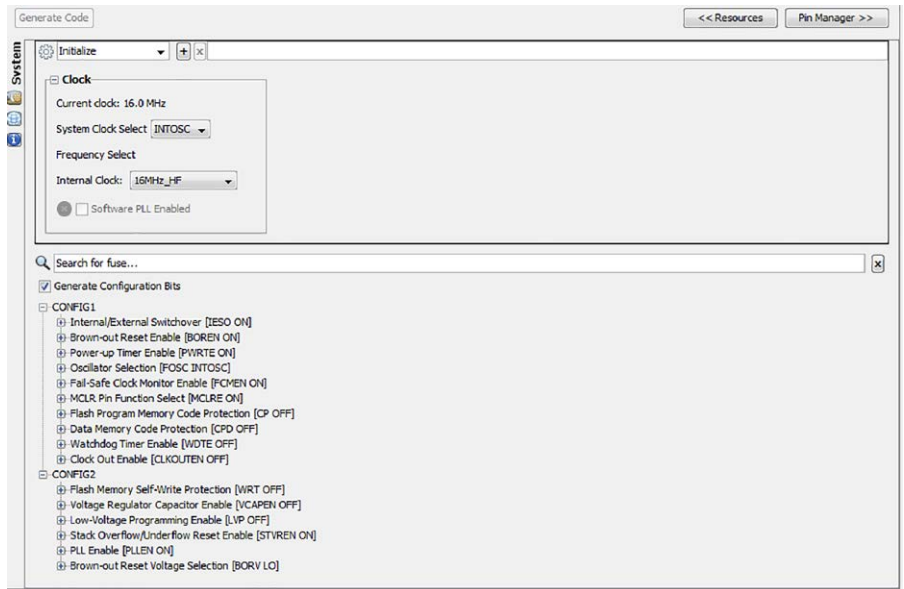 Generate Code
<< Resources
Pin Manager >>
System
Initialize
+
x
Clock
Current clock: 16.0 MHz
System Clock Select INTOSC
Frequency Select
Internal Clock: 16MHz_HF
Software PLL Enabled
Search for fuse...
x
Generate Configuration Bits
CONFIG1
Internal/External Switchover [IESO ON]
Brown-out Reset Enable [BOREN ON]
Power-up Timer Enable [PWRTE ON]
Oscillator Selection [FOSC INTOSC]
Fail-Safe Clock Monitor Enable [FCMEN ON]
MCLR Pin Function Select [MCLRE ON]
Flash Program Memory Code Protection [CP OFF]
Data Memory Code Protection [CPD OFF]
Watchdog Timer Enable [WDTE OFF]
Clock Out Enable [CLKOUTEN OFF]
CONFIG2
Flash Memory Self-Write Protection [WRT OFF]
Voltage Regulator Capacitor Enable [VCAPEN OFF]
Low-Voltage Programming Enable [LVP OFF]
Stack Overflow/Underflow Reset Enable [STVREN ON]
PLL Enable [PLLEN ON]
Brown-out Reset Voltage Selection [BORV LO]